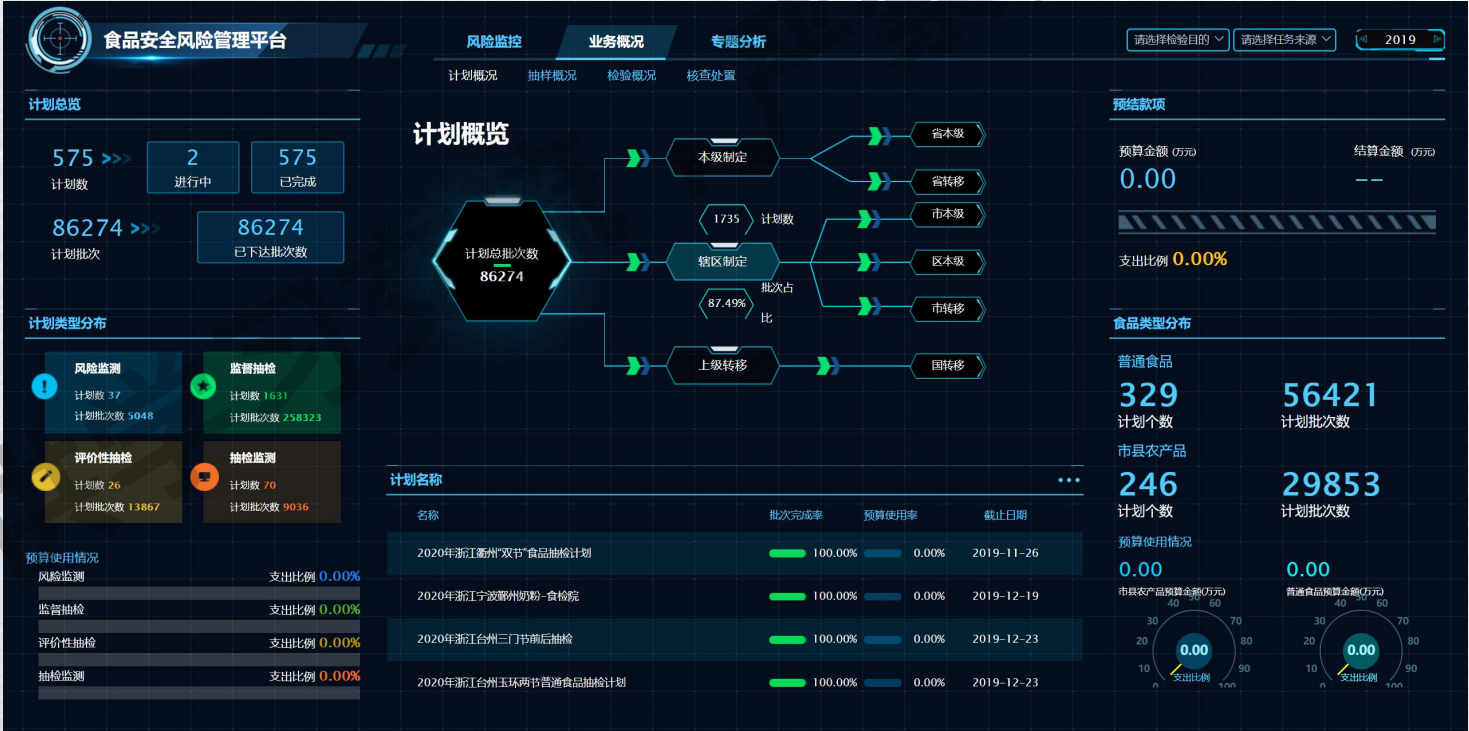 食品安全风险管理平台
风险监控 业务概况 专题分析
请选择检验目的 请选择任务来源 2019
计划概况 抽样概况 检验概况 核查处置
计划总览
575
计划数
2
进行中
575
已完成
86274
计划批次
86274
已下达批次数
计划类型分布
风险监测
计划数 37
计划批次数 5048
监督抽检
计划数 1631
计划批次数 258323
评价性抽检
计划数 26
计划批次数 13867
抽检监测
计划数 70
计划批次数 9036
预算使用情况
风险监测 支出比例 0.00%
监督抽检 支出比例 0.00%
评价性抽检 支出比例 0.00%
抽检监测 支出比例 0.00%
计划概览
计划总批次数
86274
本级制定
省本级
省转移
1735 计划数
辖区制定
87.49% 批次占
比
市本级
区本级
市转移
上级转移
国转移
计划名称
名称 批次完成率 预算使用率 截止日期
2020年浙江衢州“双节”食品抽检计划 100.00% 0.00% 2019-11-26
2020年浙江宁波鄞州奶粉-食检院 100.00% 0.00% 2019-12-19
2020年浙江台州三门节前后抽检 100.00% 0.00% 2019-12-23
2020年浙江台州玉环两节普通食品抽检计划 100.00% 0.00% 2019-12-23
预结款项
预算金额 (万元) 结算金额 (万元)
0.00 --
支出比例 0.00%
食品类型分布
普通食品
329 56421
计划个数 计划批次数
市县农产品
246 29853
计划个数 计划批次数
预算使用情况
0.00 0.00
市县农产品预算金额(万元) 普通食品预算金额(万元)
0 10 20 30 40 50 60 70 80 90 100
0.00
支出比例
0 10 20 30 40 50 60 70 80 90 100
0.00
支出比例